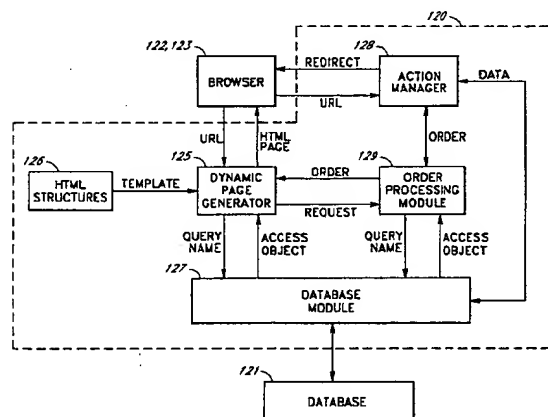 120
122, 123
128
BROWSER
REDIRECT
URL
ACTION
MANAGER
DATA
URL
HTML
PAGE
ORDER
126
125
129
HTML
STRUCTURES
TEMPLATE
DYNAMIC
PAGE
GENERATOR
ORDER
REQUEST
ORDER
PROCESSING
MODULE
QUERY
NAME
ACCESS
OBJECT
QUERY
NAME
ACCESS
OBJECT
127
DATABASE
MODULE
121
DATABASE